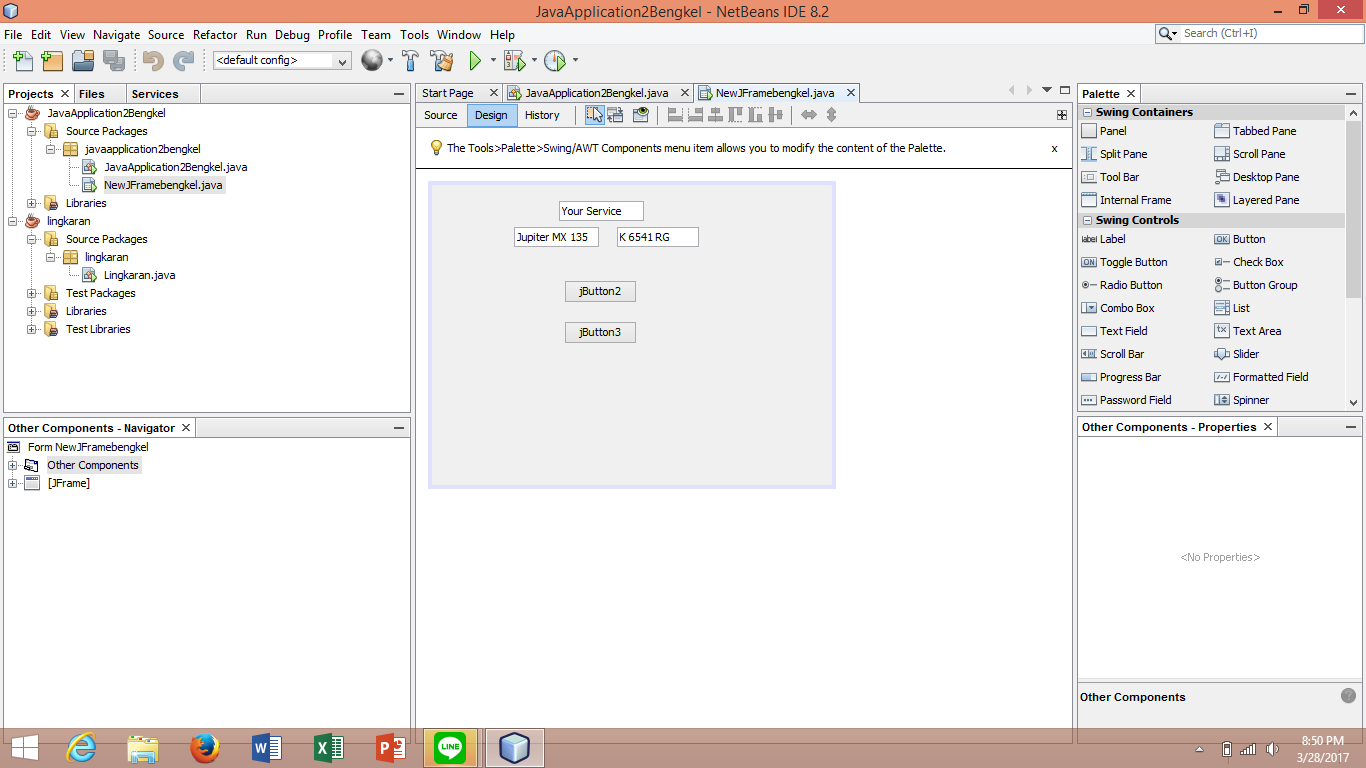 JavaApplication2Bengkel - NetBeans IDE 8.2
File Edit View Navigate Source Refactor Run Debug Profile Team Tools Window Help
Search (Ctrl+I)
<default config>
Projects Files Services
JavaApplication2Bengkel
Source Packages
javaapplication2bengkel
JavaApplication2Bengkel.java
NewJFramebengkel.java
Libraries
lingkaran
Source Packages
lingkaran
Lingkaran.java
Test Packages
Libraries
Test Libraries
Other Components - Navigator
Form NewJFramebengkel
Other Components
[JFrame]
Start Page JavaApplication2Bengkel.java NewJFramebengkel.java
Source Design History
The Tools>Palette>Swing/AWT Components menu item allows you to modify the content of the Palette. x
Your Service
Jupiter MX 135 K 6541 RG
jButton2
jButton3
Palette
Swing Containers
Panel Tabbed Pane
Split Pane Scroll Pane
Tool Bar Desktop Pane
Internal Frame Layered Pane
Swing Controls
label Label OK Button
ON Toggle Button Check Box
Radio Button Button Group
Combo Box List
Text Field Text Area
Scroll Bar Slider
Progress Bar Formatted Field
Password Field Spinner
Other Components - Properties
<No Properties>
Other Components
LINE
8:50 PM
3/28/2017